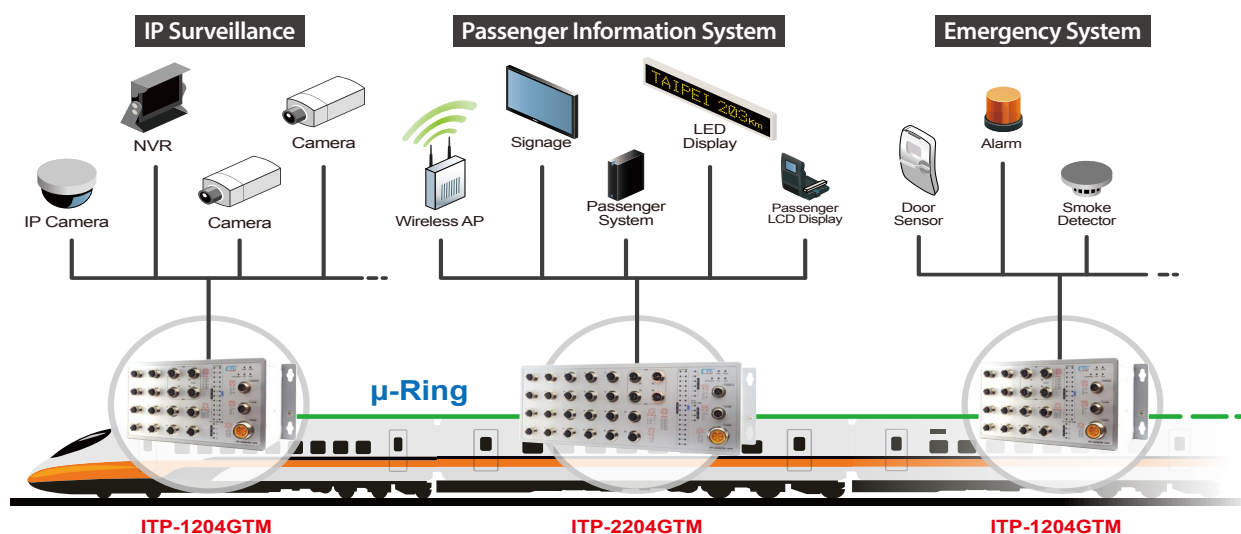 IP Surveillance
Passenger Information System
Emergency System
NVR
Camera
IP Camera
Camera
Signage
TAIPEI 203Km
LED
Display
Wireless AP
Passenger
System
Passenger
LCD Display
Alarm
Door
Sensor
Smoke
Detector
µ-Ring
ITP-1204GTM
ITP-2204GTM
ITP-1204GTM